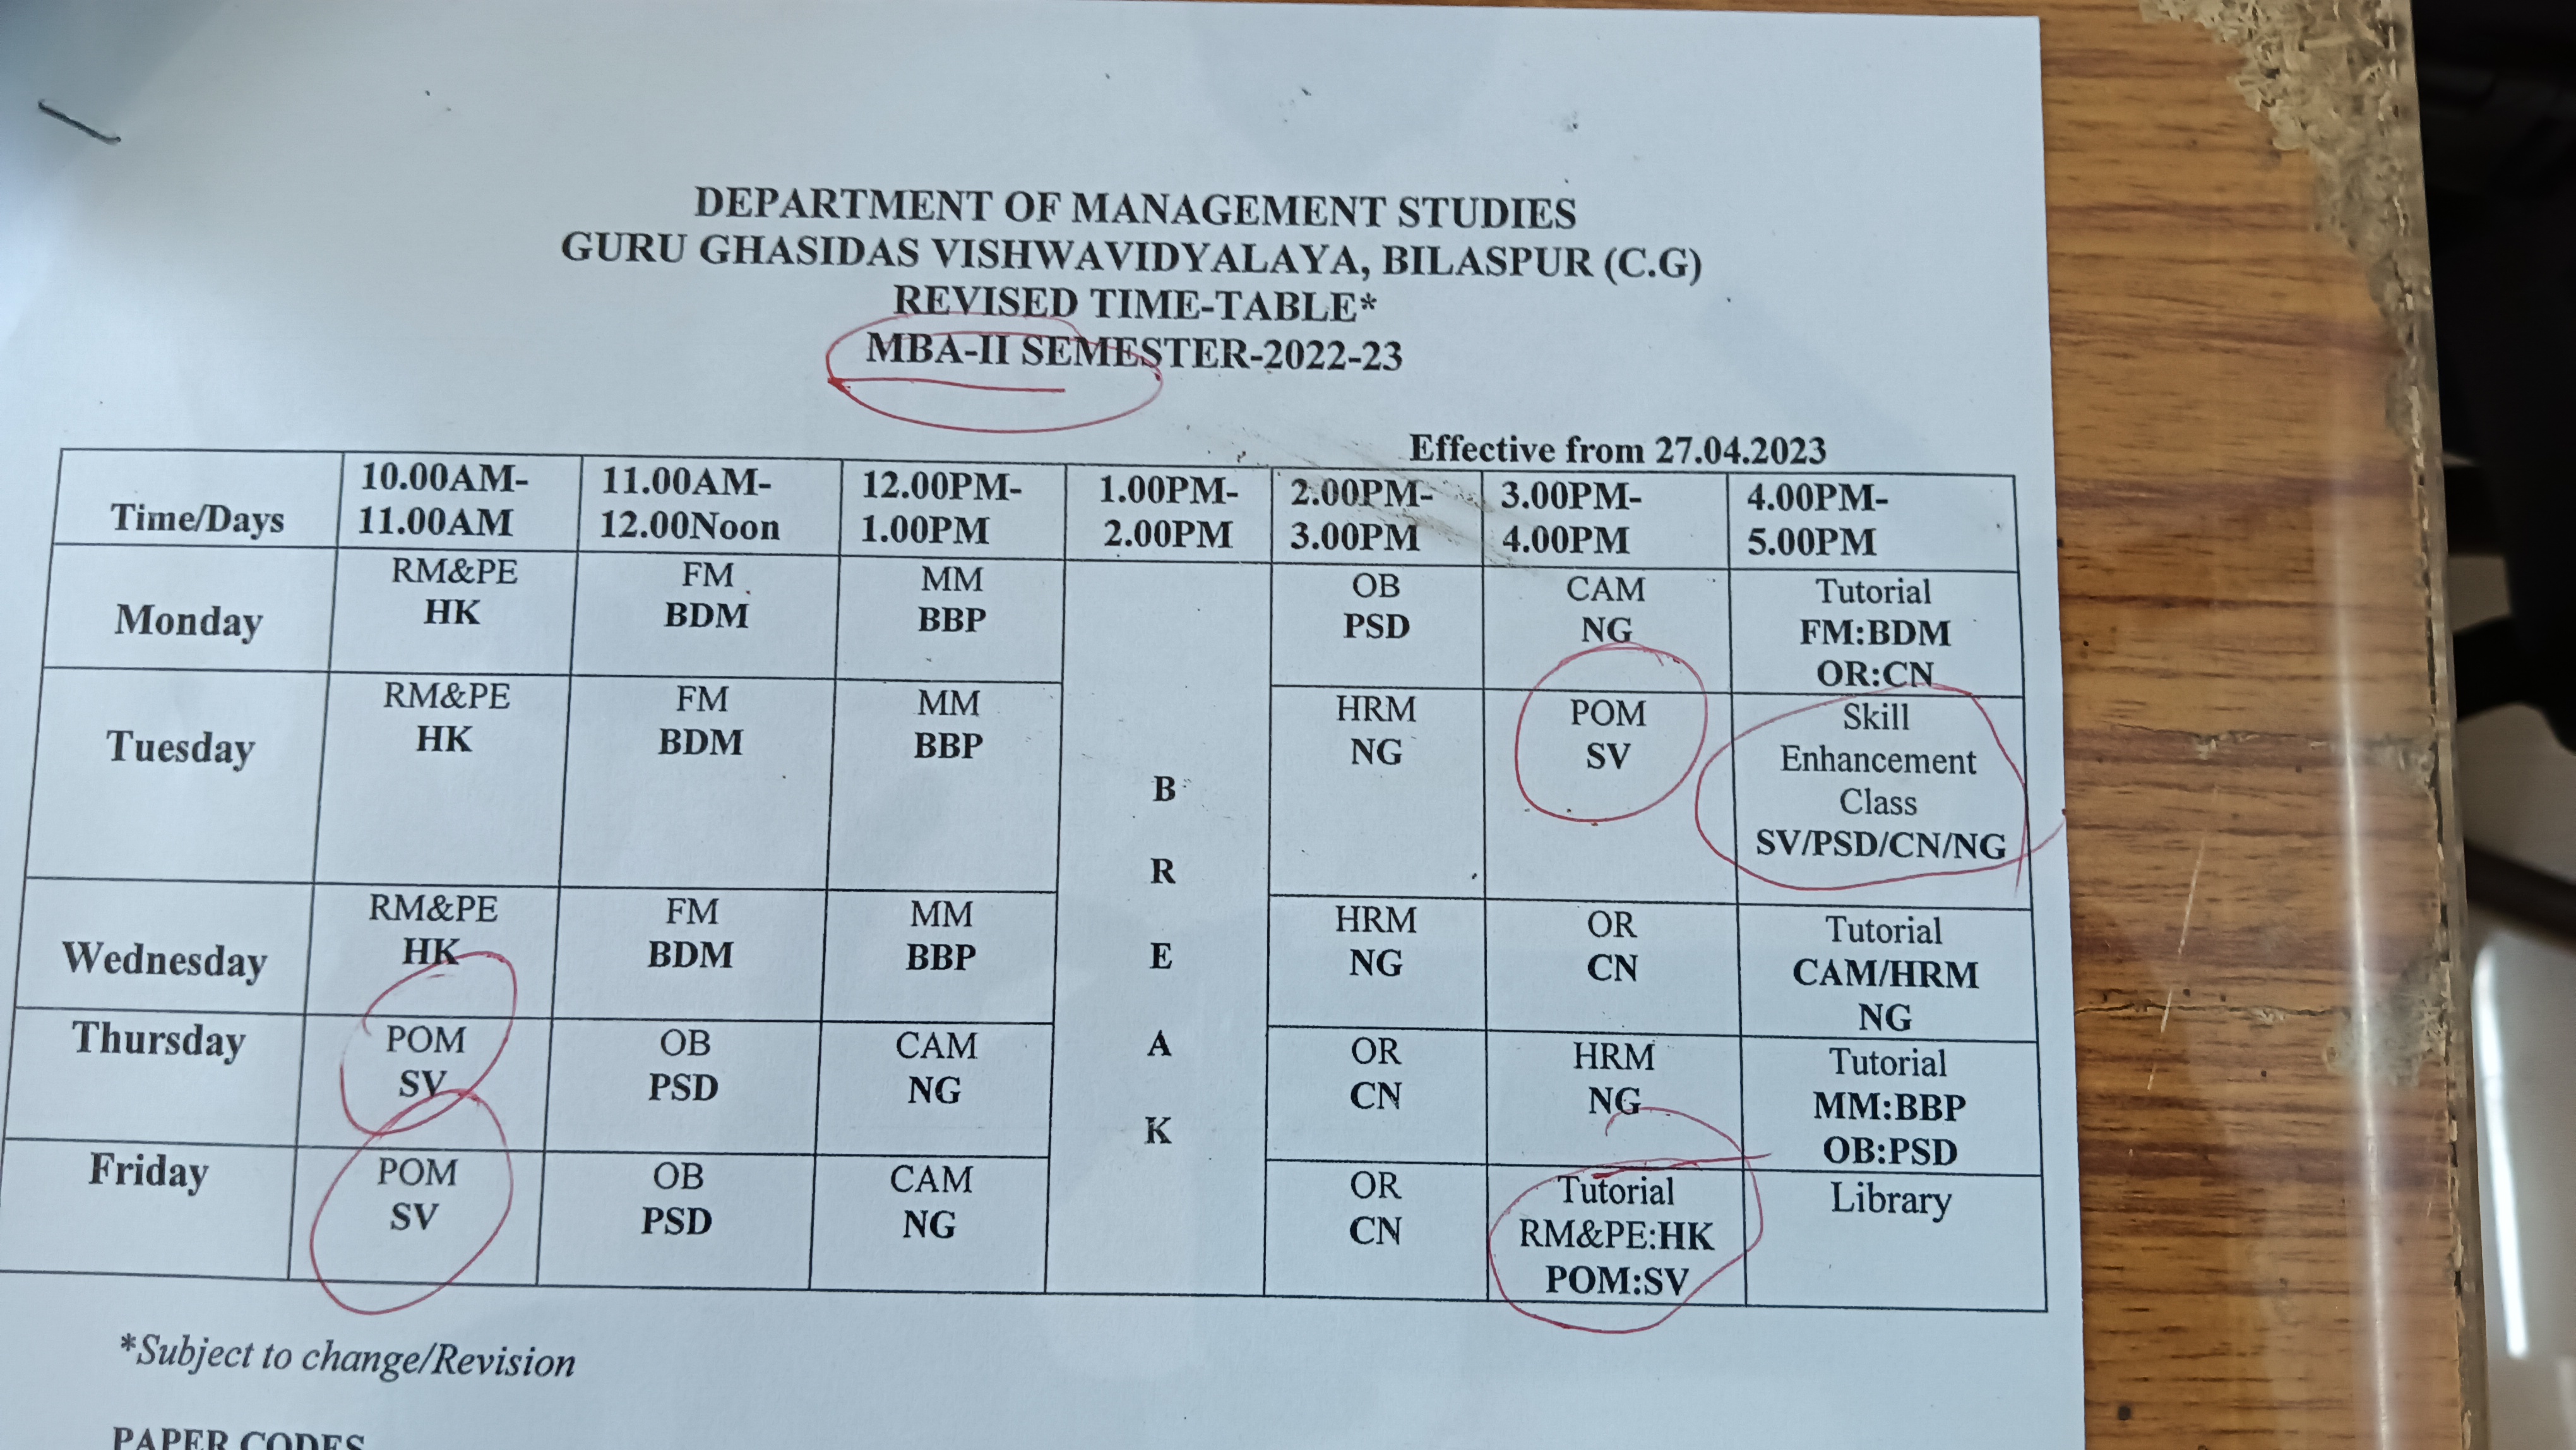 DEPARTMENT OF MANAGEMENT STUDIES
GURU GHASIDAS VISHWAVIDYALAYA, BILASPUR (C.G)
REVISED TIME-TABLE*
MBA-II SEMESTER-2022-23
Effective from 27.04.2023
Time/Days 10.00AM- 11.00AM- 12.00PM- 1.00PM- 2.00PM- 3.00PM- 4.00PM-
11.00AM 12.00Noon 1.00PM 2.00PM 3.00PM 4.00PM 5.00PM
Monday RM&PE FM MM OB CAM Tutorial
HK BDM BBP PSD NG FM:BDM
OR:CN
Tuesday RM&PE FM MM HRM POM Skill
HK BDM BBP NG SV Enhancement
B Class
R SV/PSD/CN/NG
Wednesday RM&PE FM MM HRM OR Tutorial
HK BDM BBP E NG CN CAM/HRM
NG
Thursday POM OB CAM A OR HRM Tutorial
SV PSD NG CN NG MM:BBP
K OB:PSD
Friday POM OB CAM OR Tutorial Library
SV PSD NG CN RM&PE:HK
POM:SV
*Subject to change/Revision
PAPER CODES